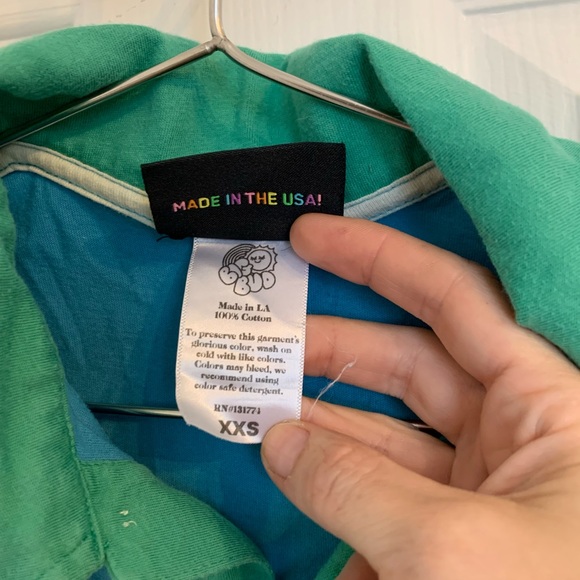 MADE IN THE USA!
BIG
BUD
Made in LA
100% Cotton
To preserve this garment's
glorious color, wash on
cold with like colors.
Colors may bleed, we
recommend using
color safe detergent.
RN#131774
XXS